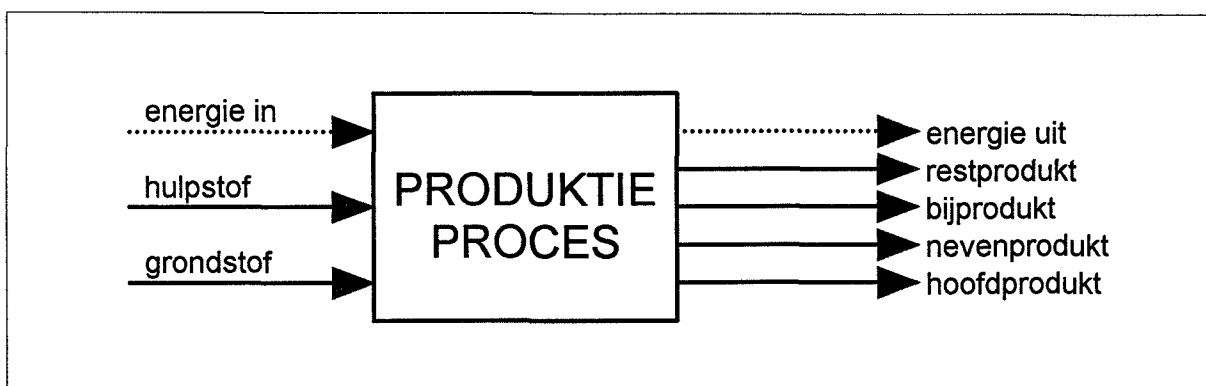 energie in
hulpstof
grondstof
PRODUKTIE
PROCES
energie uit
restprodukt
bijprodukt
nevenprodukt
hoofdprodukt